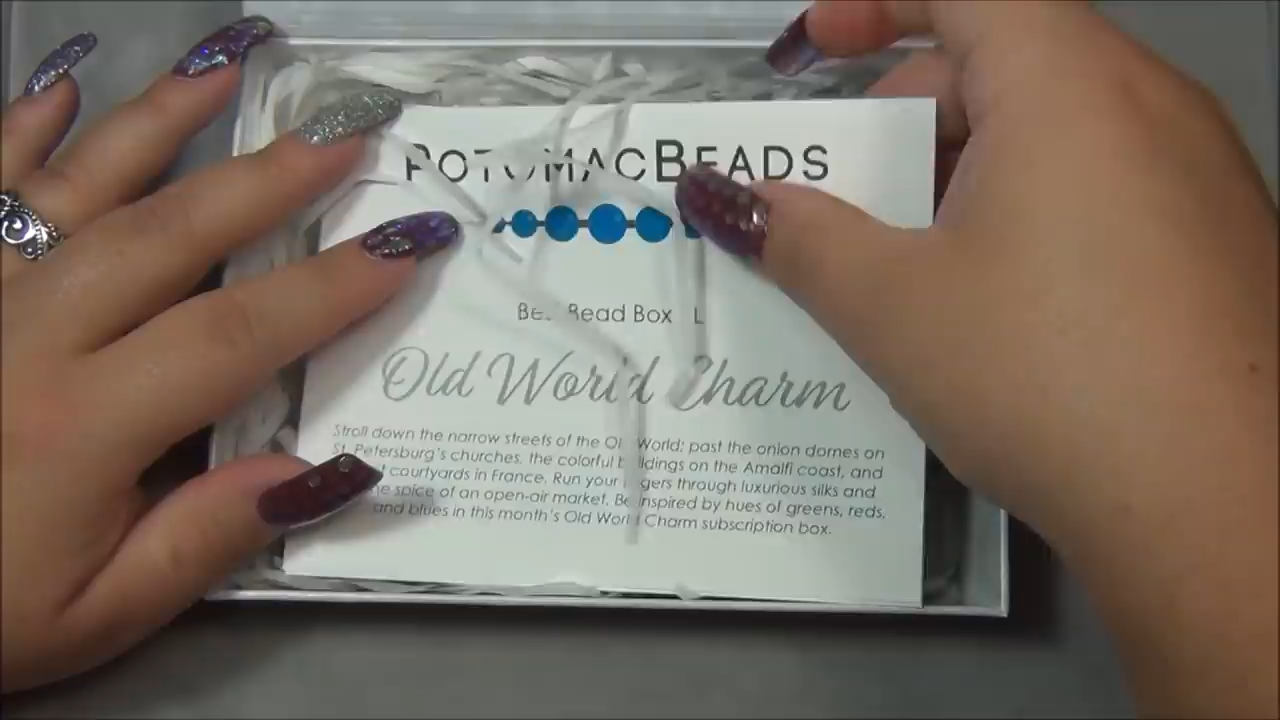 POTOMACBEADS
Bead Box
Old World Charm
Stroll down the narrow streets of the Old World: past the onion domes on
St. Petersburg's churches, the colorful buildings on the Amalfi coast, and
courtyards in France. Run your fingers through luxurious silks and
spice of an open-air market. Be inspired by hues of greens, reds,
and blues in this month's Old World Charm subscription box.